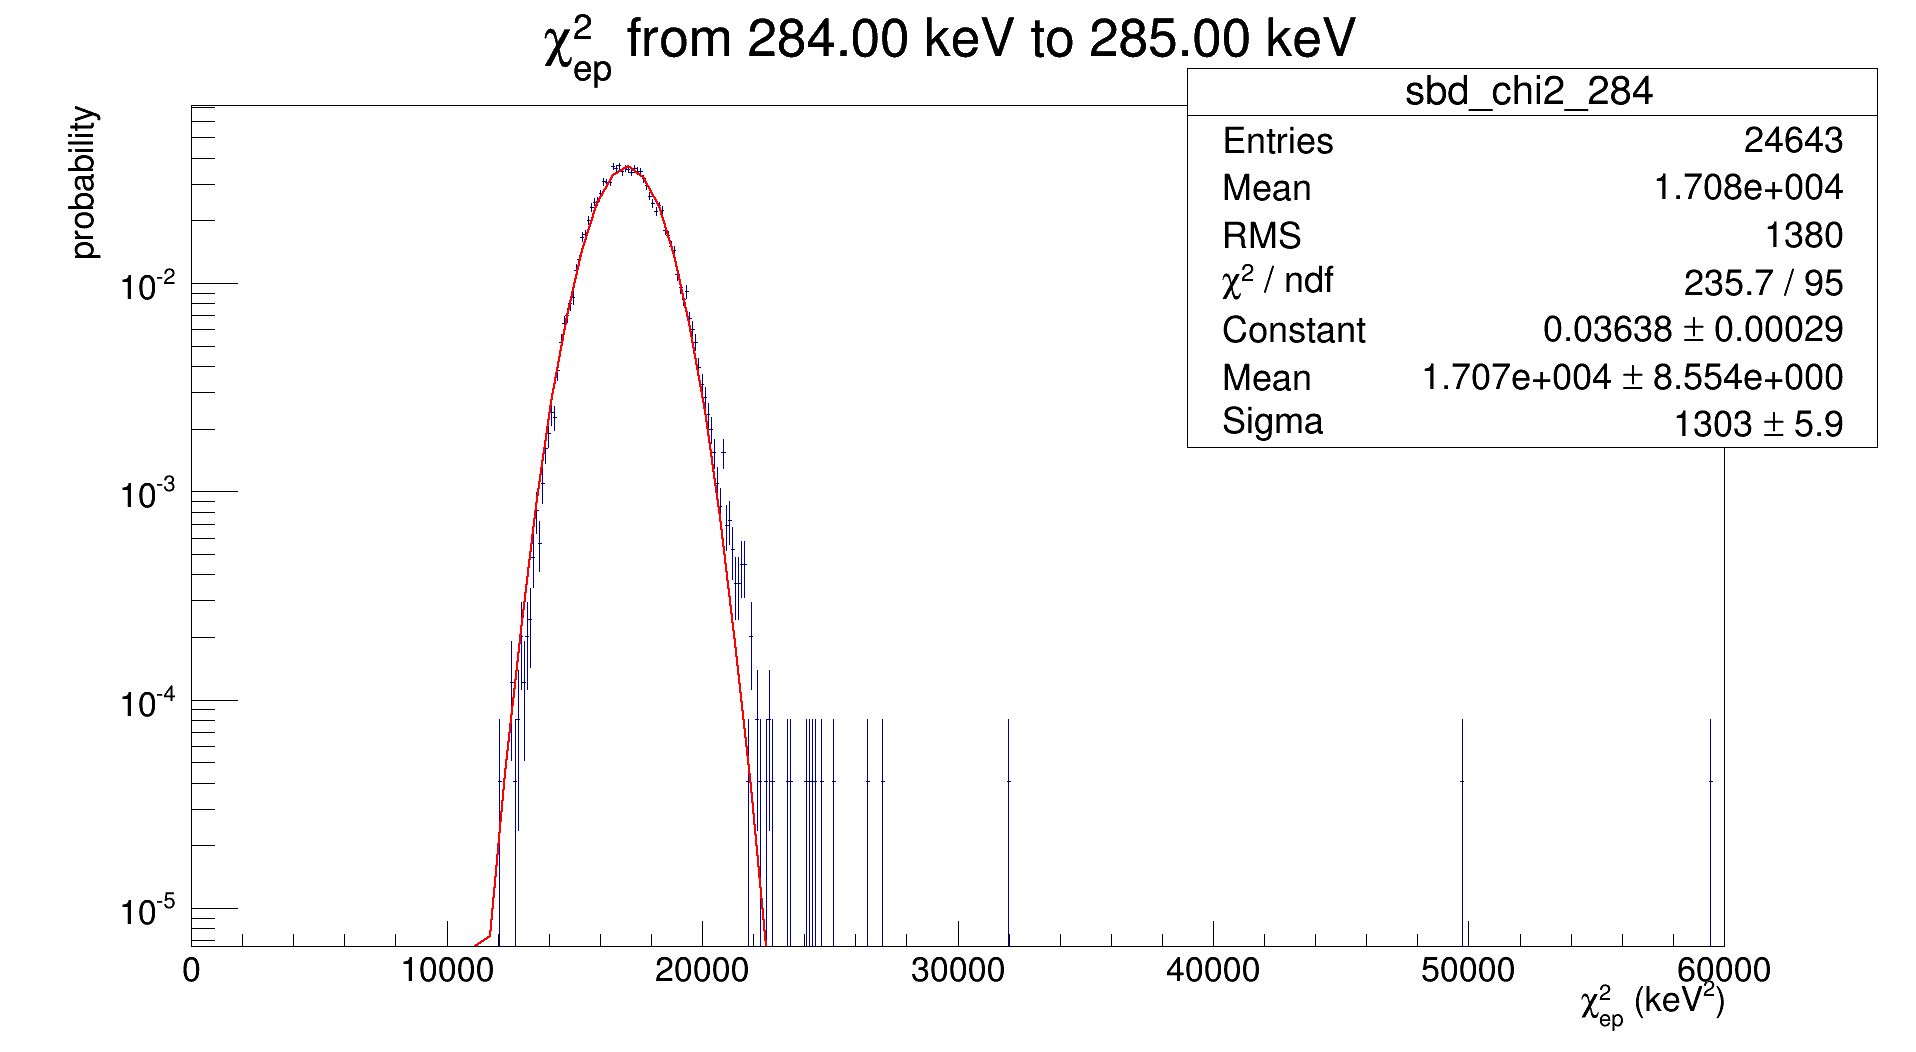 χ²ep from 284.00 keV to 285.00 keV
sbd_chi2_284
Entries 24643
Mean 1.708e+004
RMS 1380
χ² / ndf 235.7 / 95
Constant 0.03638 ± 0.00029
Mean 1.707e+004 ± 8.554e+000
Sigma 1303 ± 5.9
probability
10⁻²
10⁻³
10⁻⁴
10⁻⁵
0 10000 20000 30000 40000 50000 60000
χ²ep (keV²)